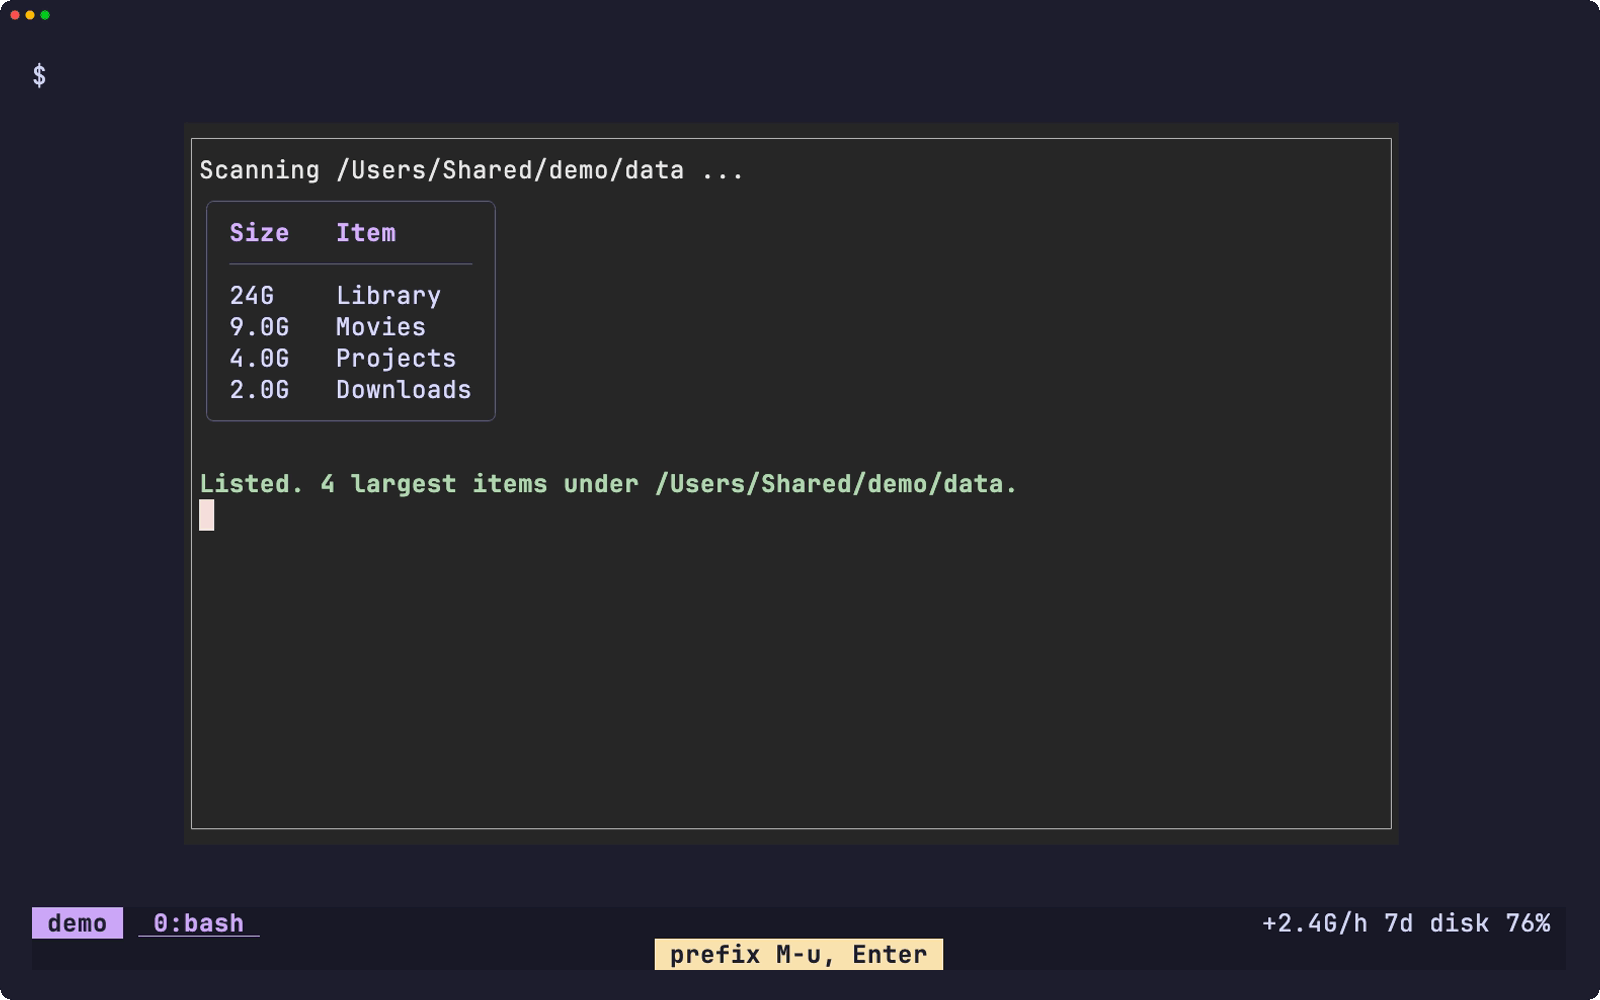 $
Scanning /Users/Shared/demo/data ...
Size Item
24G Library
9.0G Movies
4.0G Projects
2.0G Downloads
Listed. 4 largest items under /Users/Shared/demo/data.
demo 0:bash +2.4G/h 7d disk 76%
prefix M-u, Enter